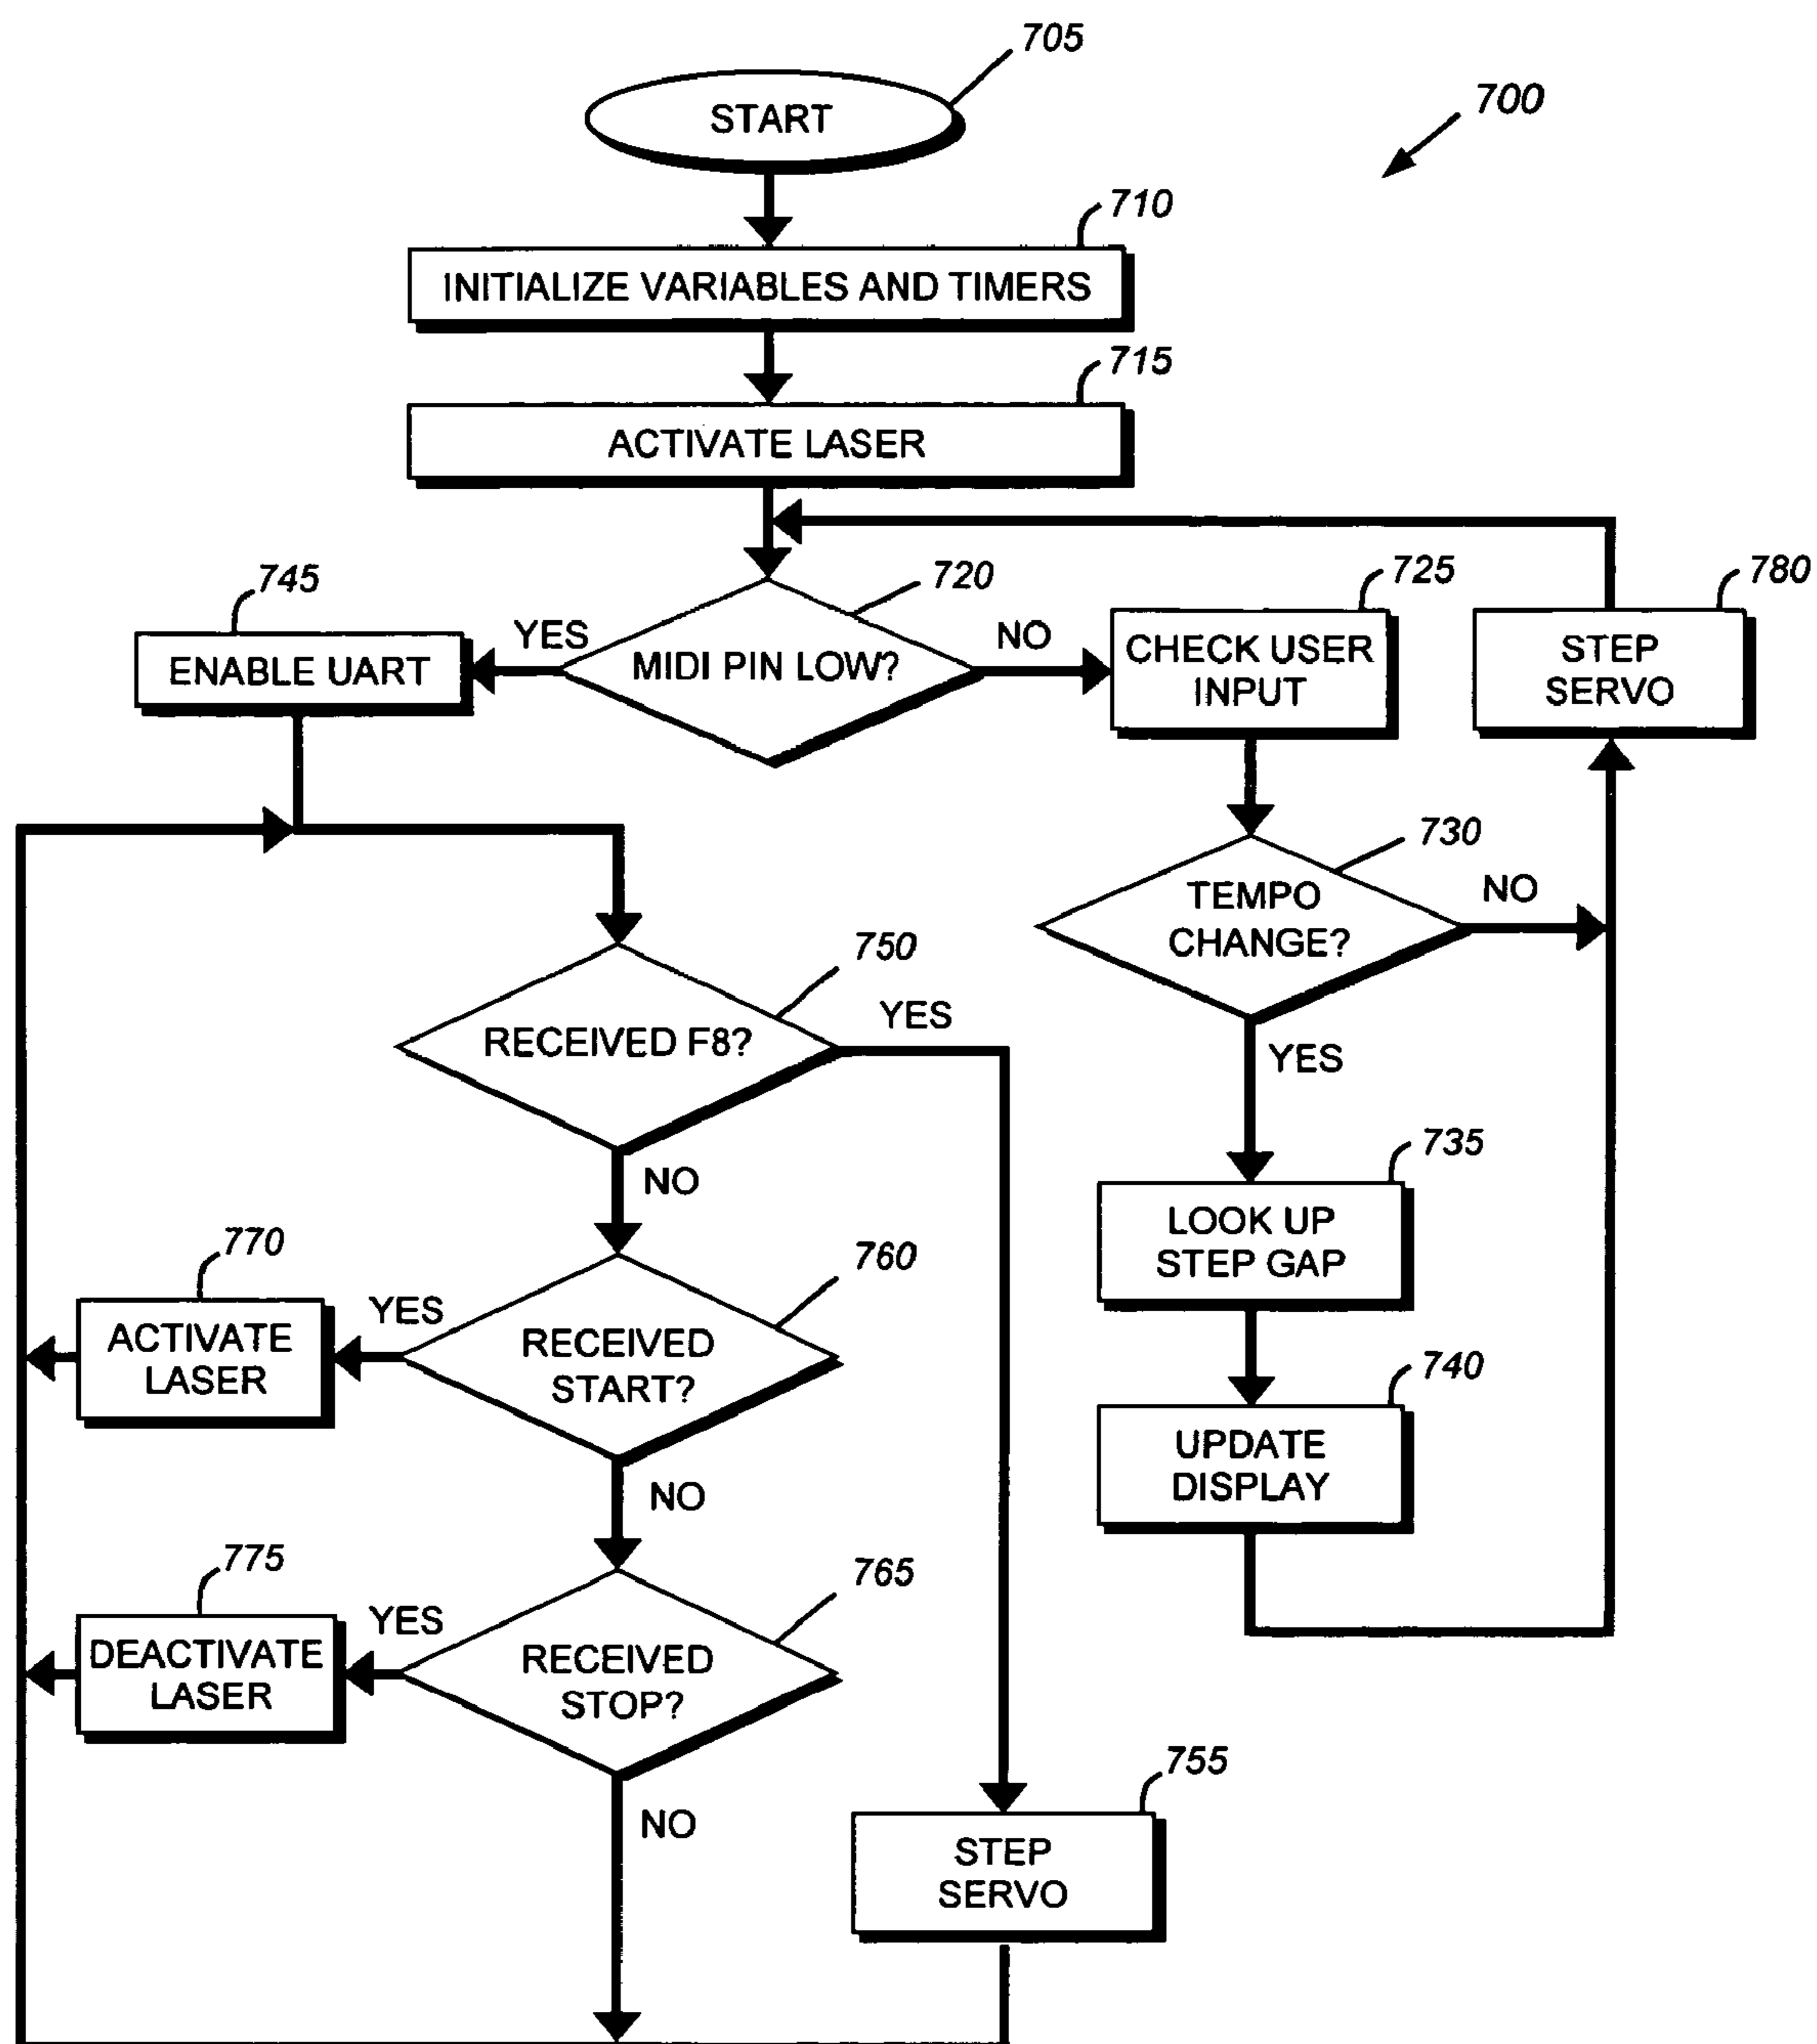 705
START
700
710
INITIALIZE VARIABLES AND TIMERS
715
ACTIVATE LASER
745
ENABLE UART
YES
720
MIDI PIN LOW?
NO
725
CHECK USER
INPUT
780
STEP
SERVO
730
TEMPO
CHANGE?
NO
YES
750
RECEIVED F8?
YES
NO
735
LOOK UP
STEP GAP
770
ACTIVATE
LASER
YES
760
RECEIVED
START?
NO
740
UPDATE
DISPLAY
775
DEACTIVATE
LASER
YES
765
RECEIVED
STOP?
NO
755
STEP
SERVO